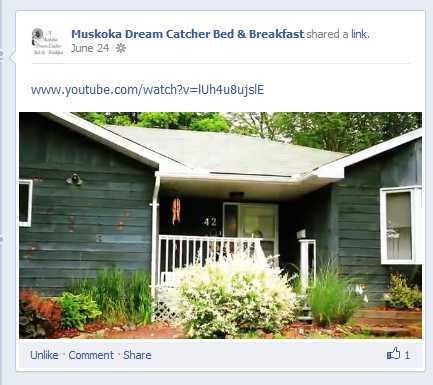 Muskoka Dream Catcher Bed & Breakfast shared a link.
June 24
www.youtube.com/watch?v=lUh4u8ujslE
42
Unlike · Comment · Share
1